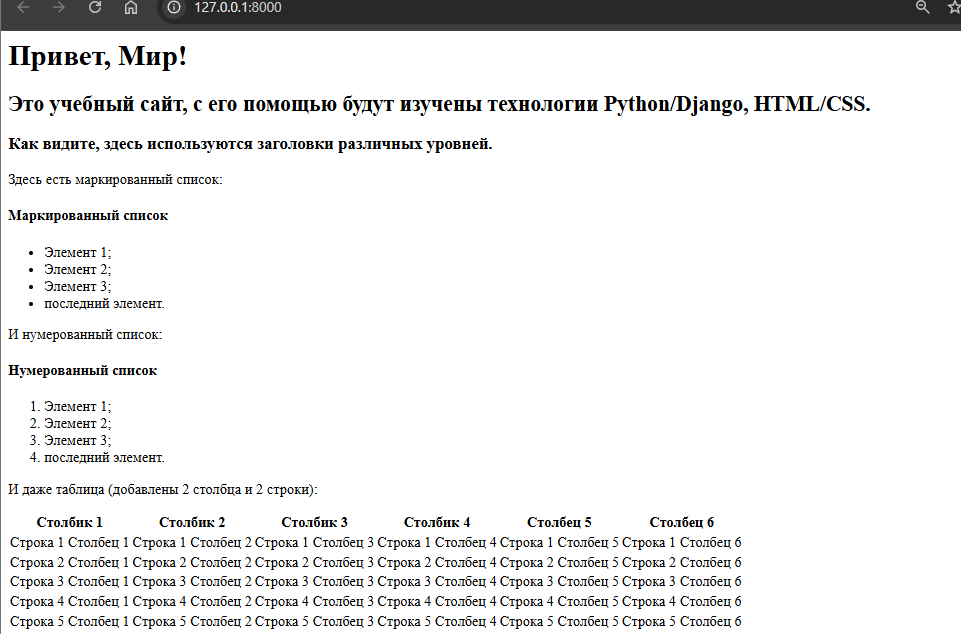 127.0.0.1:8000
Привет, Мир!
Это учебный сайт, с его помощью будут изучены технологии Python/Django, HTML/CSS.
Как видите, здесь используются заголовки различных уровней.
Здесь есть маркированный список:
Маркированный список
• Элемент 1;
• Элемент 2;
• Элемент 3;
• последний элемент.
И нумерованный список:
Нумерованный список
1. Элемент 1;
2. Элемент 2;
3. Элемент 3;
4. последний элемент.
И даже таблица (добавлены 2 столбца и 2 строки):
Столбик 1 Столбик 2 Столбик 3 Столбик 4 Столбец 5 Столбец 6
Строка 1 Столбец 1 Строка 1 Столбец 2 Строка 1 Столбец 3 Строка 1 Столбец 4 Строка 1 Столбец 5 Строка 1 Столбец 6
Строка 2 Столбец 1 Строка 2 Столбец 2 Строка 2 Столбец 3 Строка 2 Столбец 4 Строка 2 Столбец 5 Строка 2 Столбец 6
Строка 3 Столбец 1 Строка 3 Столбец 2 Строка 3 Столбец 3 Строка 3 Столбец 4 Строка 3 Столбец 5 Строка 3 Столбец 6
Строка 4 Столбец 1 Строка 4 Столбец 2 Строка 4 Столбец 3 Строка 4 Столбец 4 Строка 4 Столбец 5 Строка 4 Столбец 6
Строка 5 Столбец 1 Строка 5 Столбец 2 Строка 5 Столбец 3 Строка 5 Столбец 4 Строка 5 Столбец 5 Строка 5 Столбец 6